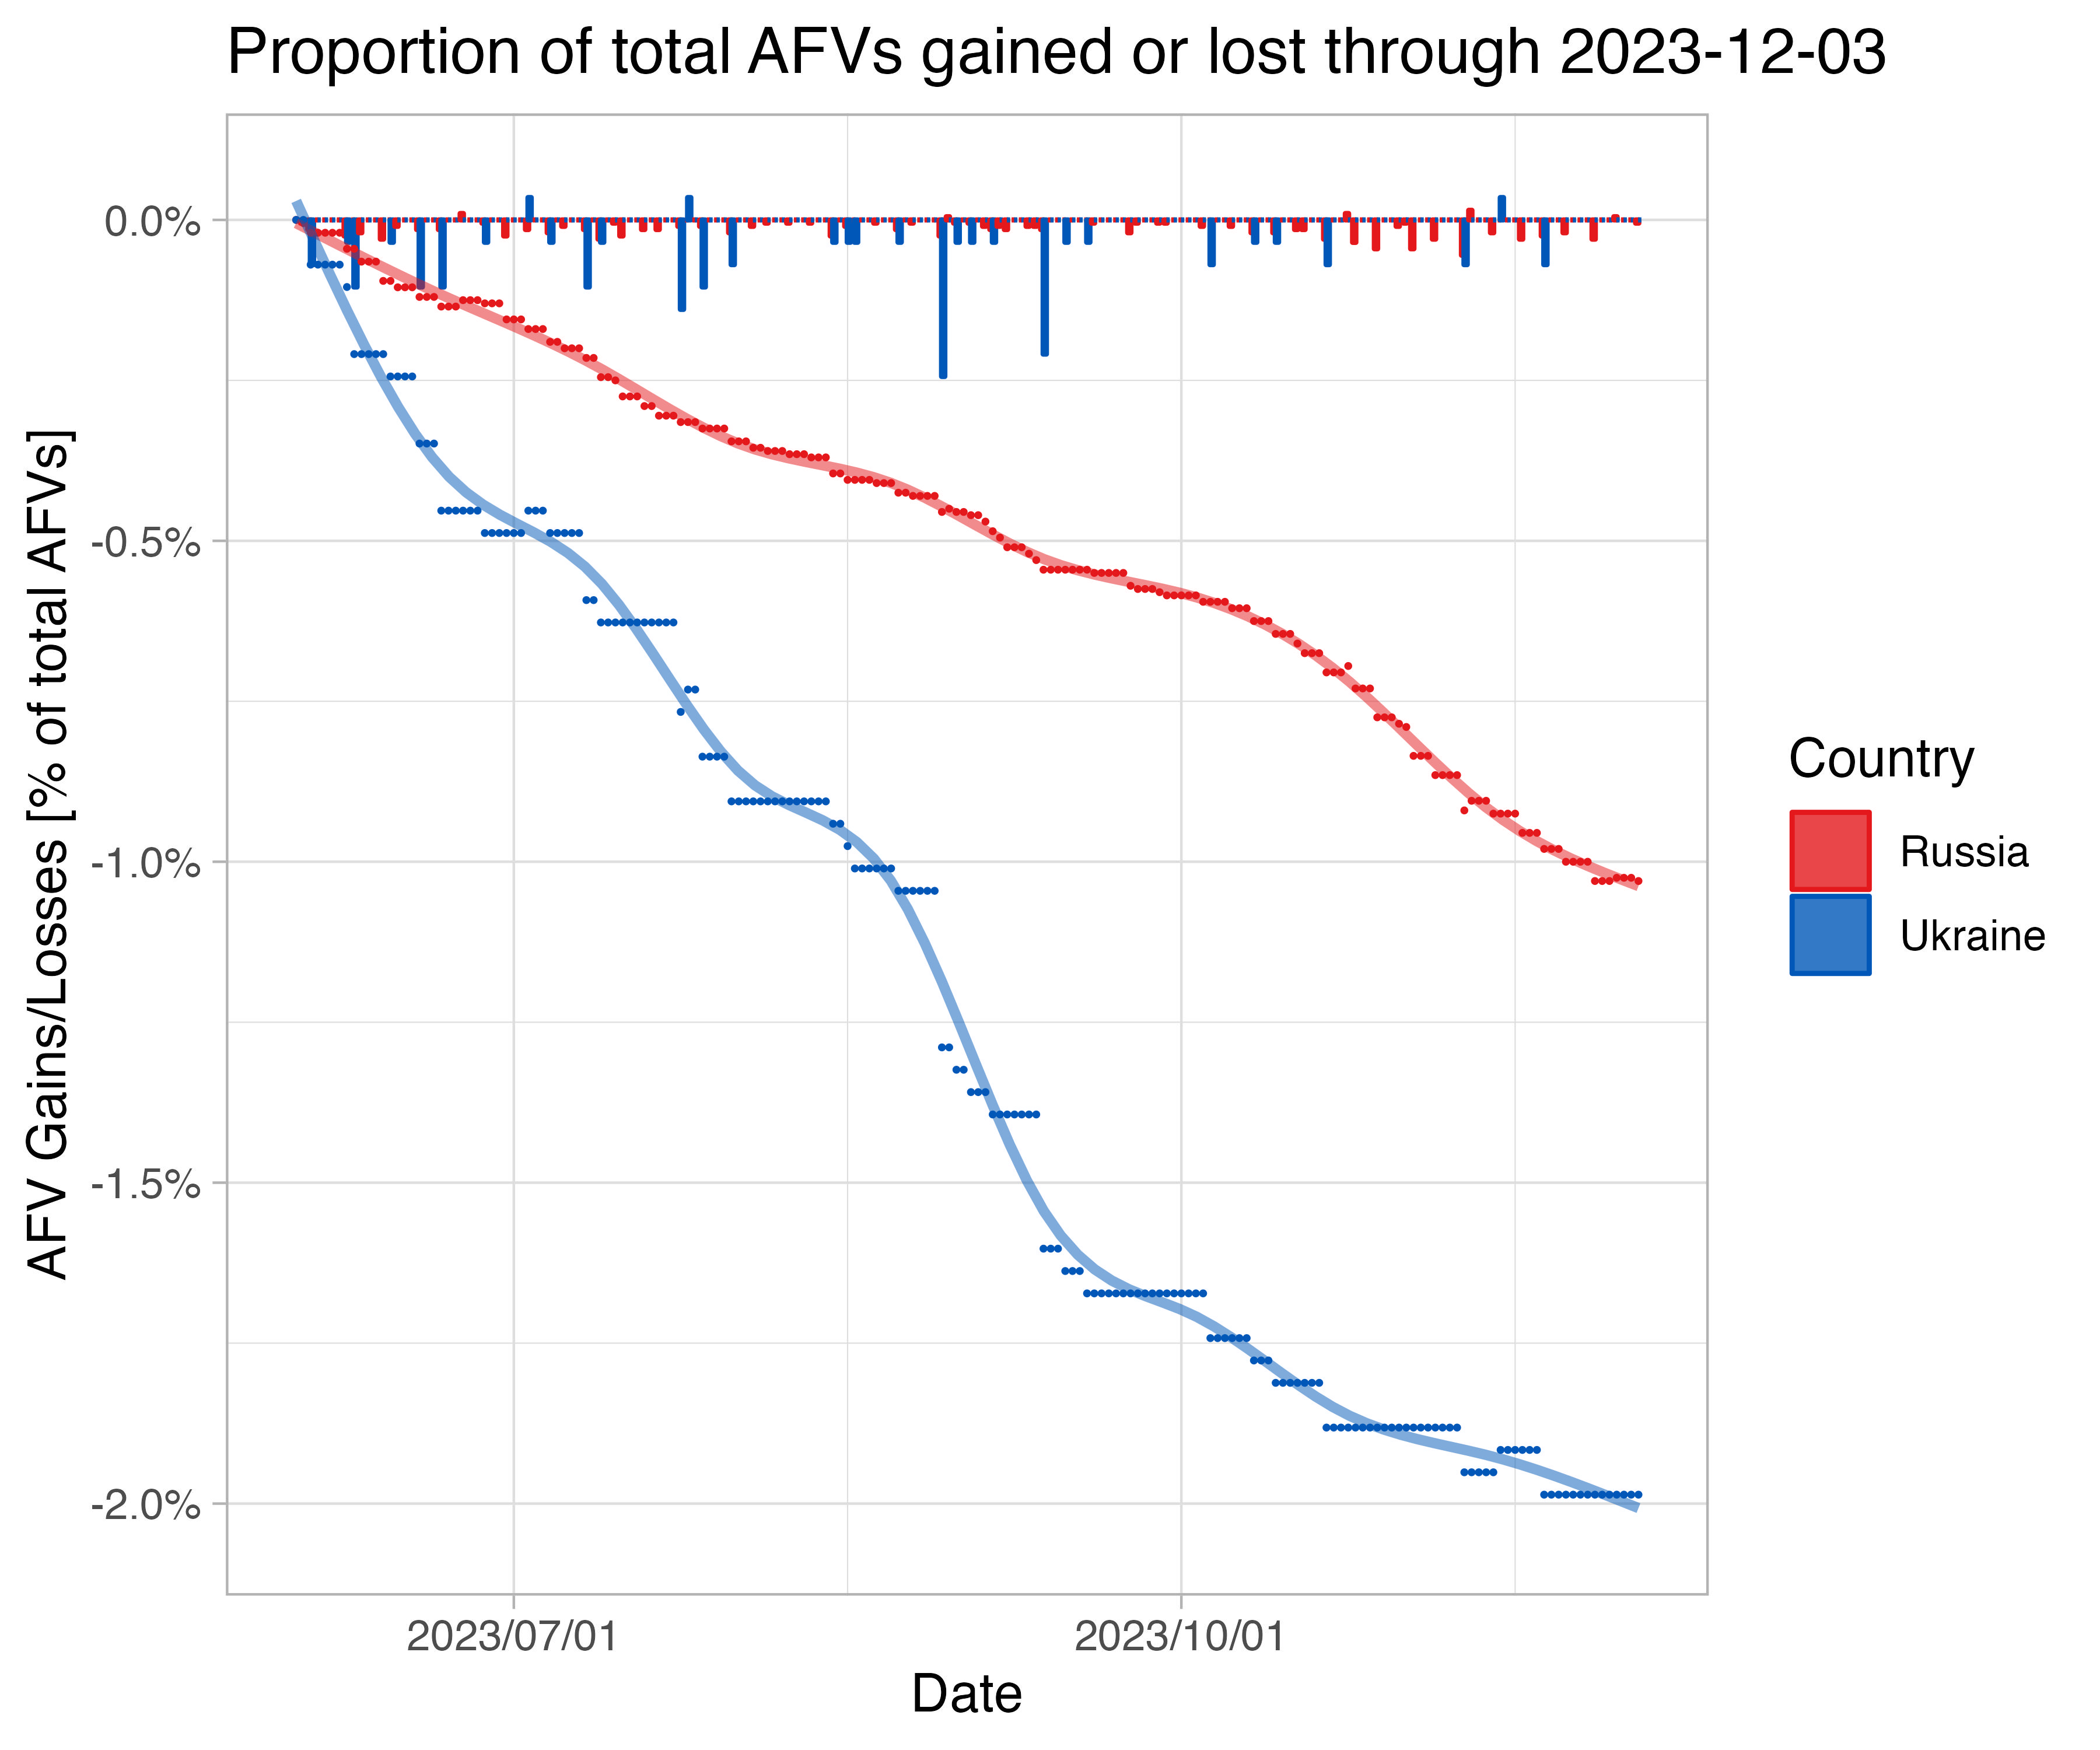 Proportion of total AFVs gained or lost through 2023-12-03
AFV Gains/Losses [% of total AFVs]
0.0%
-0.5%
-1.0%
-1.5%
-2.0%
2023/07/01
2023/10/01
Date
Country
Russia
Ukraine